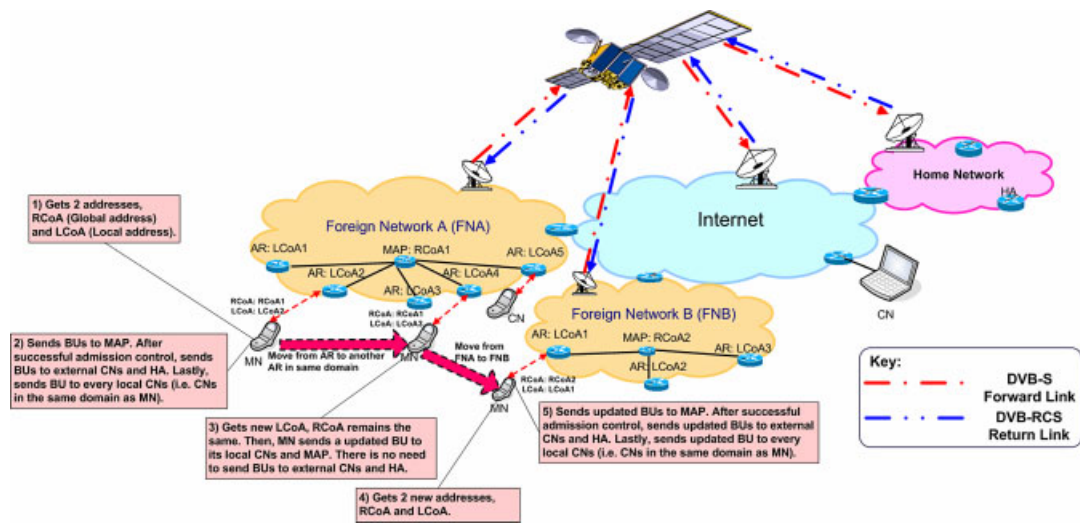 1) Gets 2 addresses,
RCoA (Global address)
and LCoA (Local address).
Foreign Network A (FNA)
AR: LCoA1
MAP: RCoA1
AR: LCoA5
AR: LCoA2
AR: LCoA4
AR: LCoA3
Internet
Home Network
HA
CN
RCoA: RCoA1
LCoA: LCoA2
MN
RCoA: RCoA1
LCoA: LCoA3
MN
CN
Move from AR to another
AR in same domain
Move from
FNA to FNB
2) Sends BUs to MAP. After
successful admission control, sends
BUs to external CNs and HA. Lastly,
sends BU to every local CNs (i.e. CNs
in the same domain as MN).
Foreign Network B (FNB)
AR: LCoA1
MAP: RCoA2
AR: LCoA3
AR: LCoA2
RCoA: RCoA2
LCoA: LCoA1
MN
3) Gets new LCoA, RCoA remains the
same. Then, MN sends a updated BU to
its local CNs and MAP. There is no need
to send BUs to external CNs and HA.
5) Sends updated BUs to MAP. After successful
admission control, sends updated BUs to external
CNs and HA. Lastly, sends updated BU to every
local CNs (i.e. CNs in the same domain as MN).
4) Gets 2 new addresses,
RCoA and LCoA.
Key:
DVB-S
Forward Link
DVB-RCS
Return Link